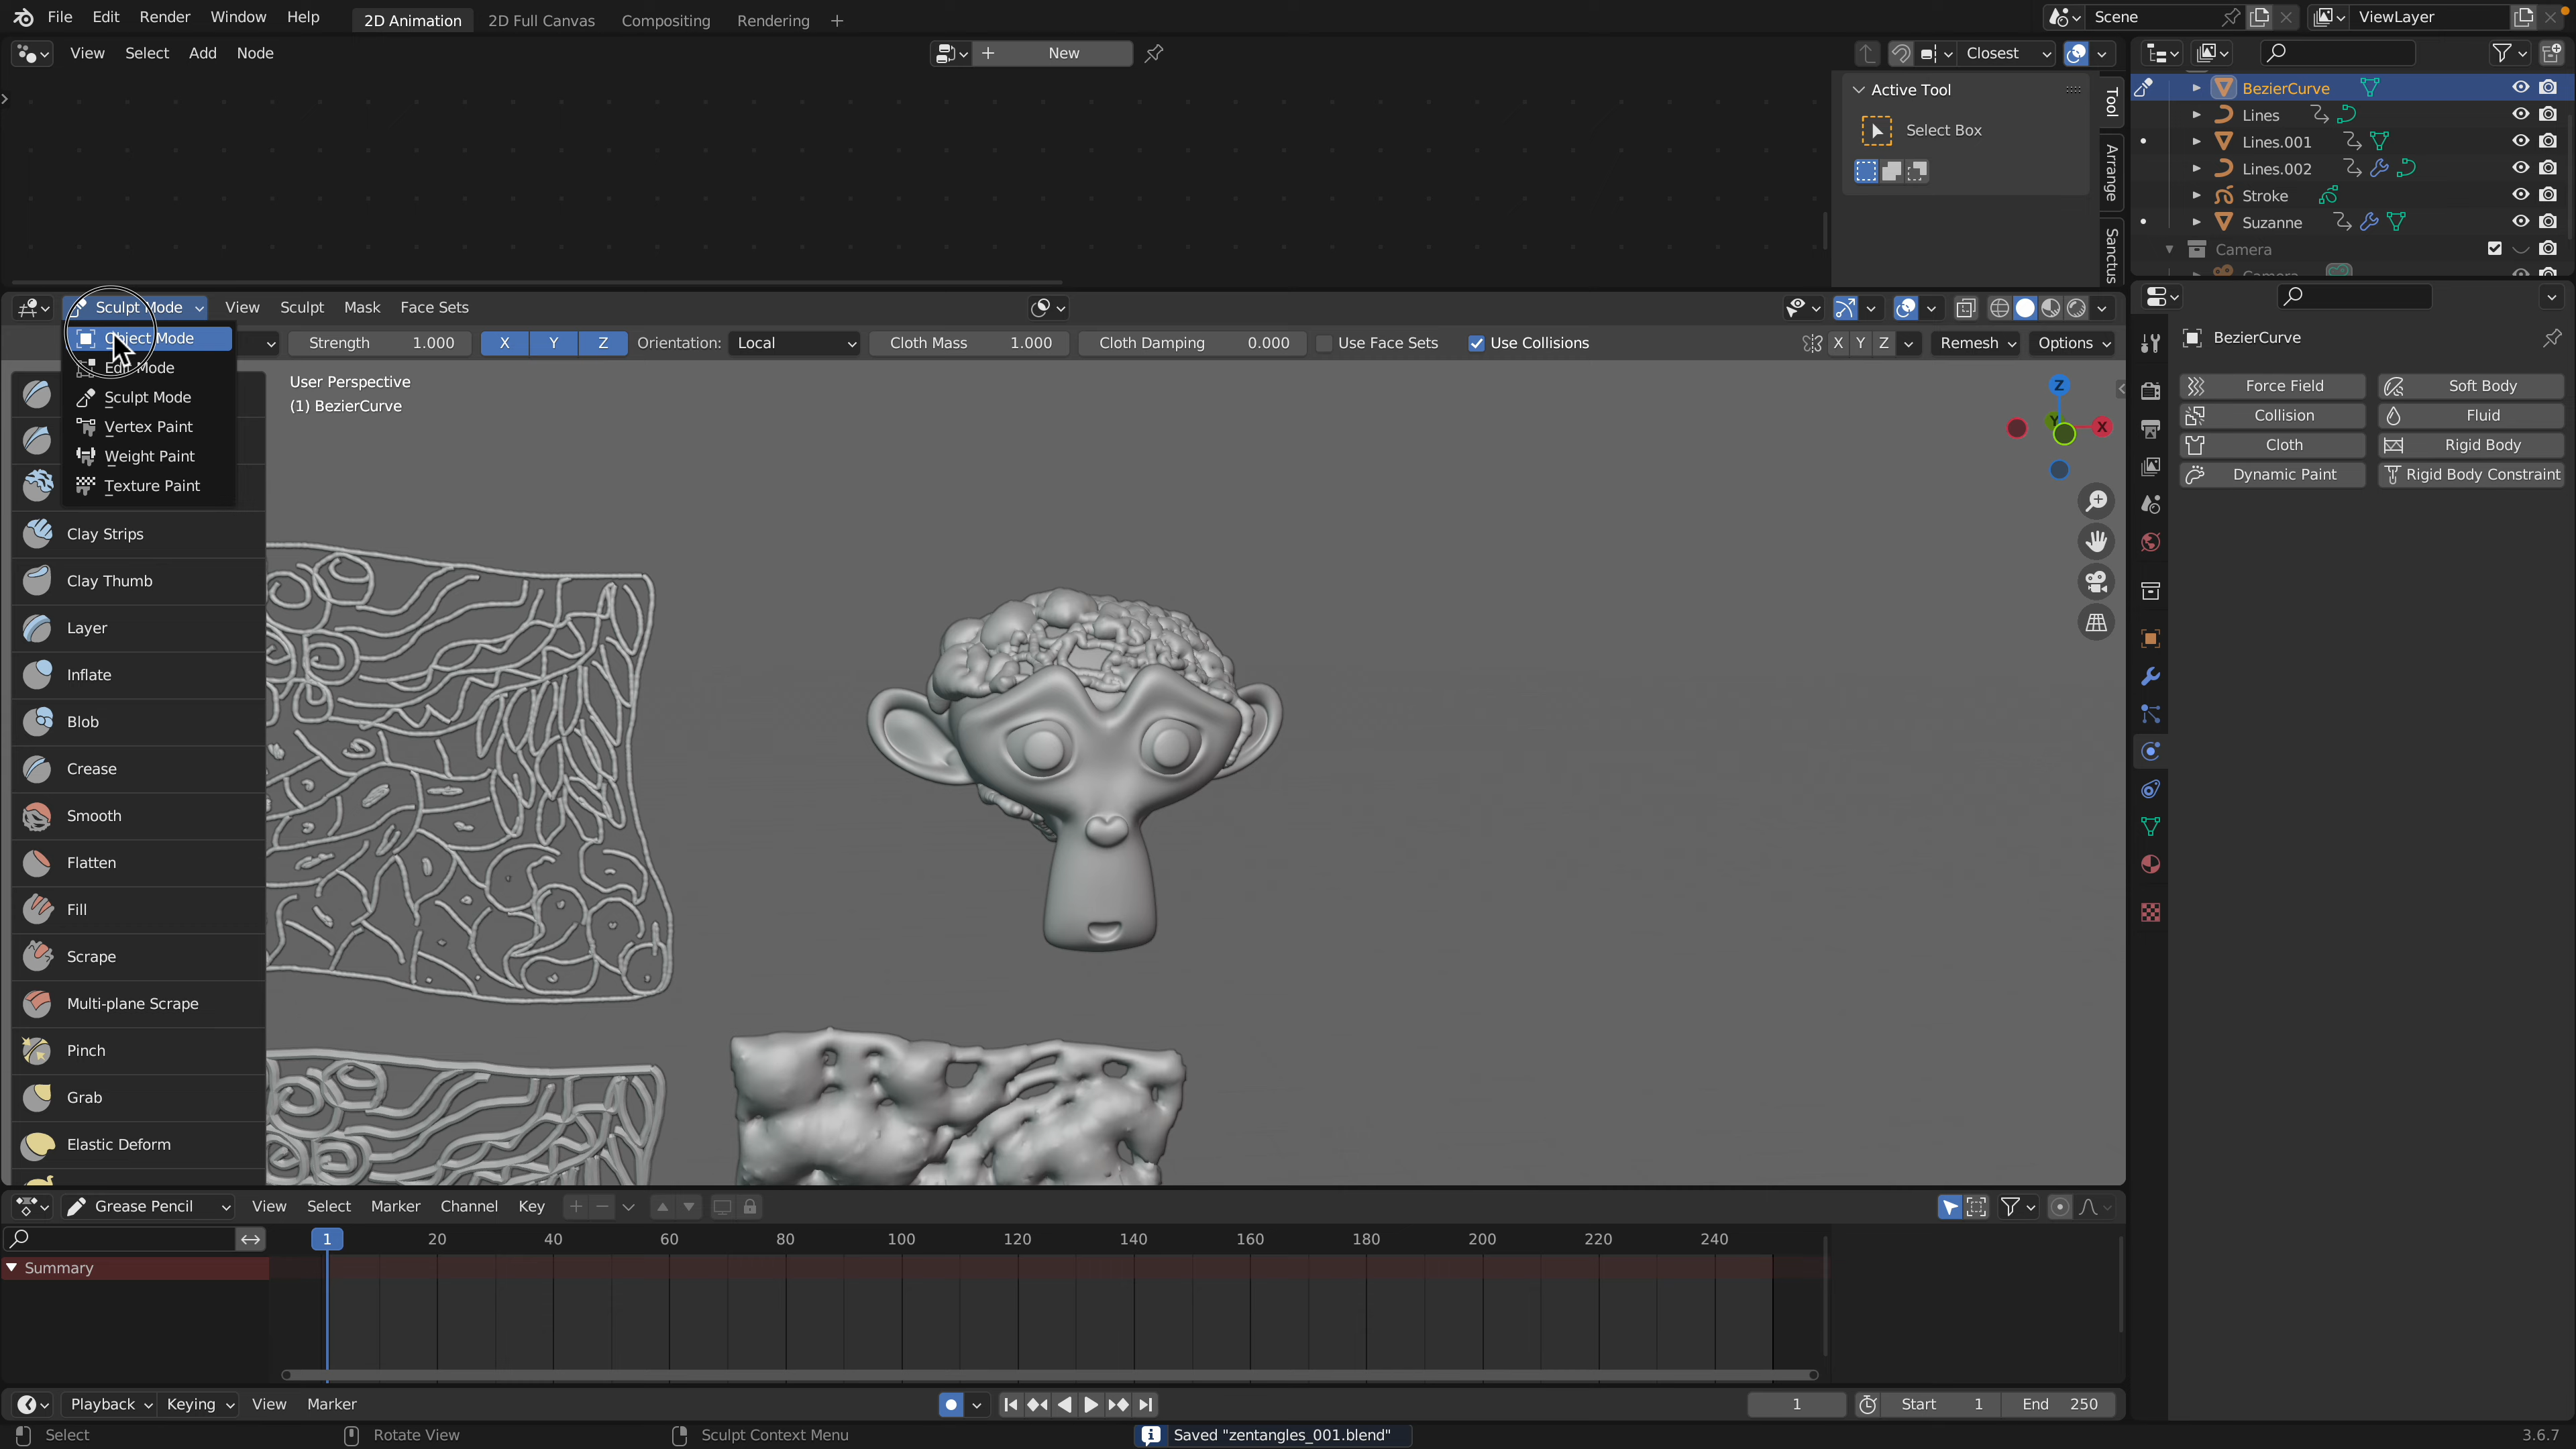 File Edit Render Window Help 2D Animation 2D Full Canvas Compositing Rendering Scene ViewLayer
View Select Add Node New Closest
Active Tool
Select Box
Tool
Arrange
Sanctus
BezierCurve
Lines
Lines.001
Lines.002
Stroke
Suzanne
Camera
Camera
Sculpt Mode View Sculpt Mask Face Sets
Object Mode
Edit Mode
Sculpt Mode
Vertex Paint
Weight Paint
Texture Paint
Strength 1.000 X Y Z Orientation: Local Cloth Mass 1.000 Cloth Damping 0.000 Use Face Sets Use Collisions X Y Z Remesh Options
User Perspective
(1) BezierCurve
Z
Y
X
Clay Strips
Clay Thumb
Layer
Inflate
Blob
Crease
Smooth
Flatten
Fill
Scrape
Multi-plane Scrape
Pinch
Grab
Elastic Deform
BezierCurve
Force Field Soft Body
Collision Fluid
Cloth Rigid Body
Dynamic Paint Rigid Body Constraint
Grease Pencil View Select Marker Channel Key
1 20 40 60 80 100 120 140 160 180 200 220 240
Summary
Playback Keying View Marker 1 Start 1 End 250
Select Rotate View Sculpt Context Menu Saved "zentangles_001.blend" 3.6.7